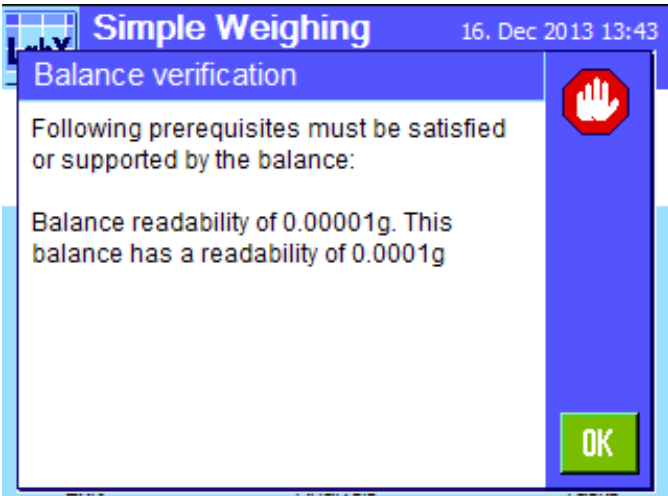 LabX Simple Weighing 16. Dec 2013 13:43
Balance verification
Following prerequisites must be satisfied
or supported by the balance:
Balance readability of 0.00001g. This
balance has a readability of 0.0001g
OK